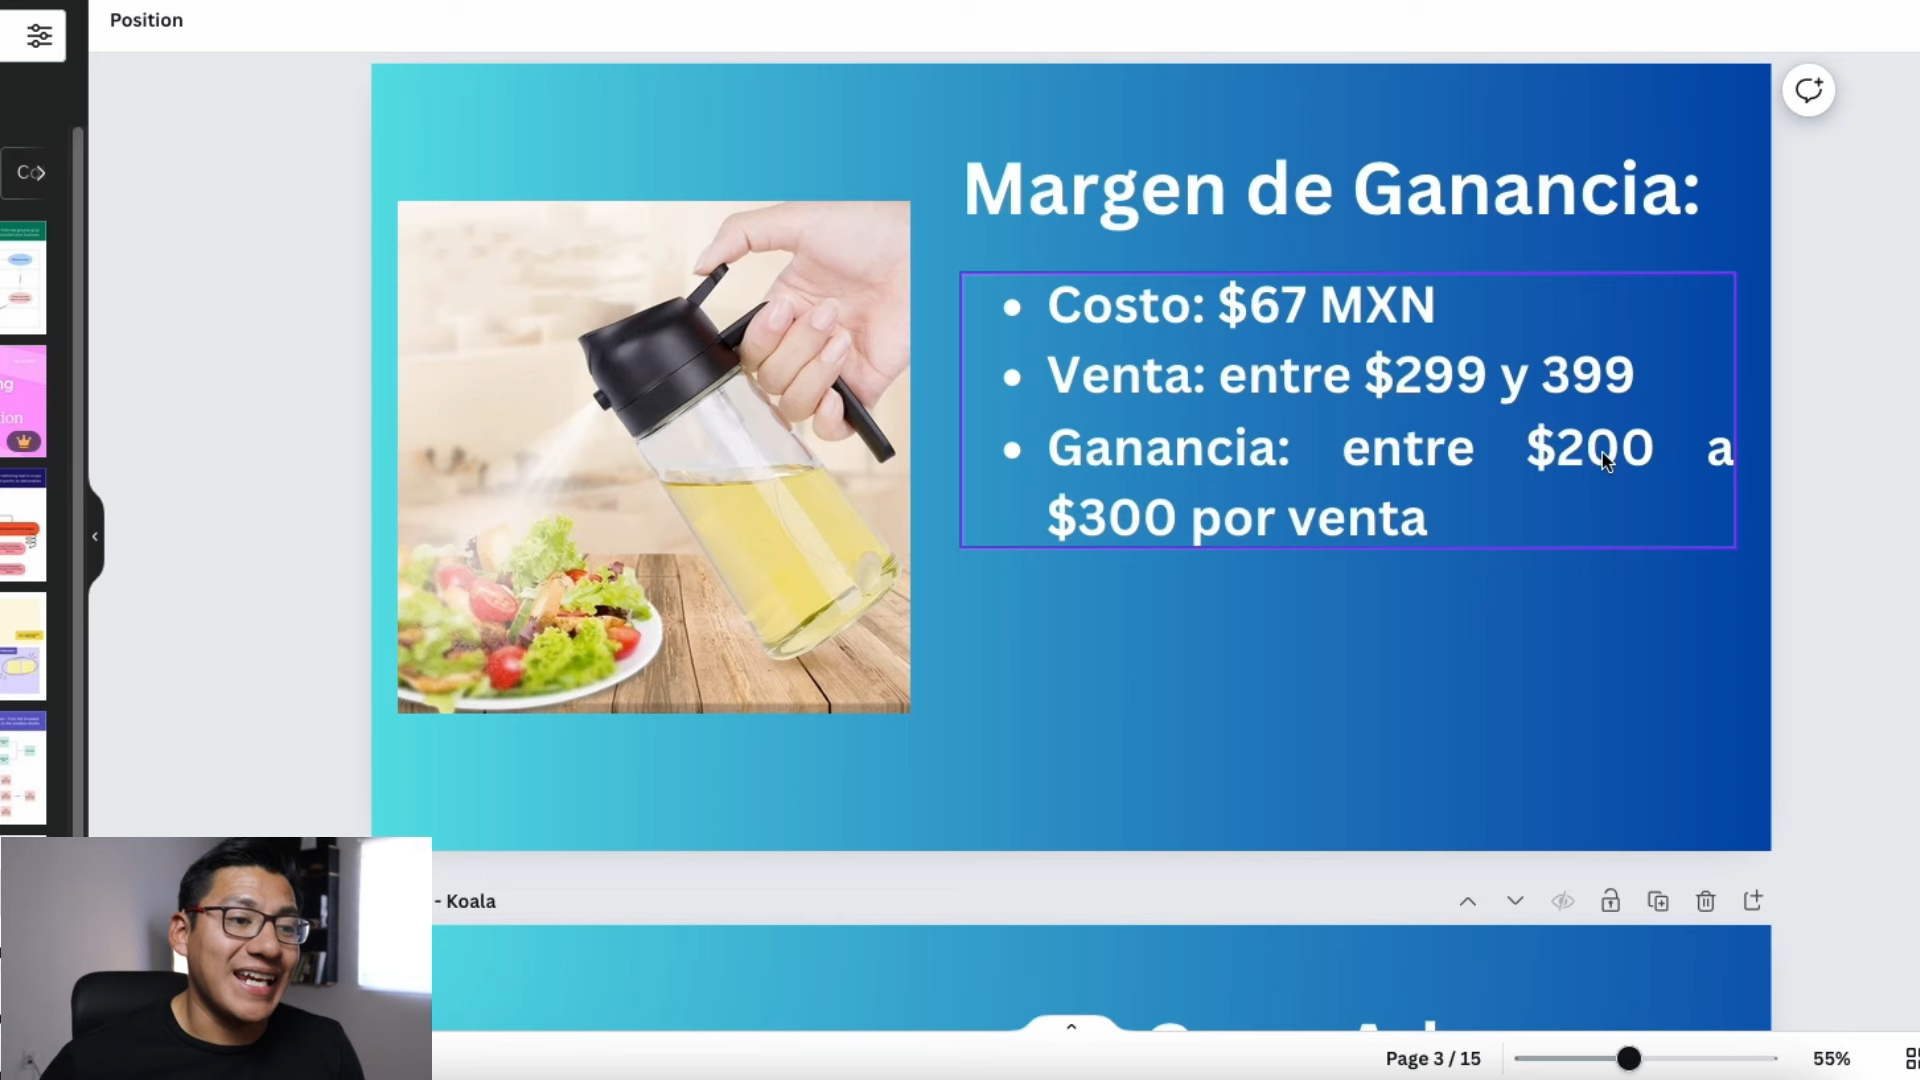 Position
Margen de Ganancia:
• Costo: $67 MXN
• Venta: entre $299 y 399
• Ganancia: entre $200 a
$300 por venta
- Koala
Page 3 / 15
55%